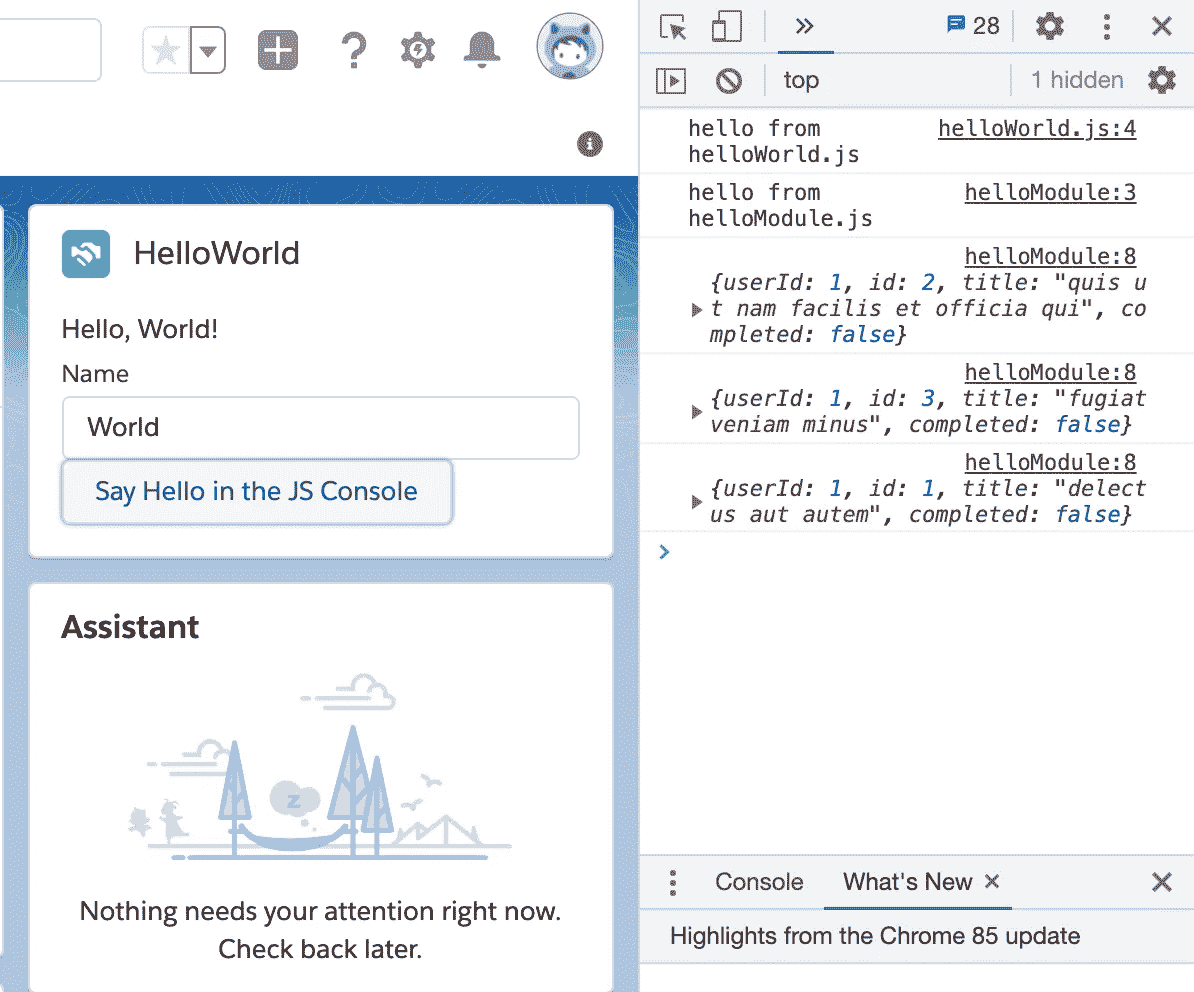 28
top
1 hidden
hello from helloWorld.js:4
helloWorld.js
hello from helloModule:3
helloModule.js
helloModule:8
{userId: 1, id: 2, title: "quis u
t nam facilis et officia qui", co
mpleted: false}
helloModule:8
{userId: 1, id: 3, title: "fugiat
veniam minus", completed: false}
helloModule:8
{userId: 1, id: 1, title: "delect
us aut autem", completed: false}
HelloWorld
Hello, World!
Name
World
Say Hello in the JS Console
Assistant
z
Nothing needs your attention right now.
Check back later.
Console What's New
Highlights from the Chrome 85 update